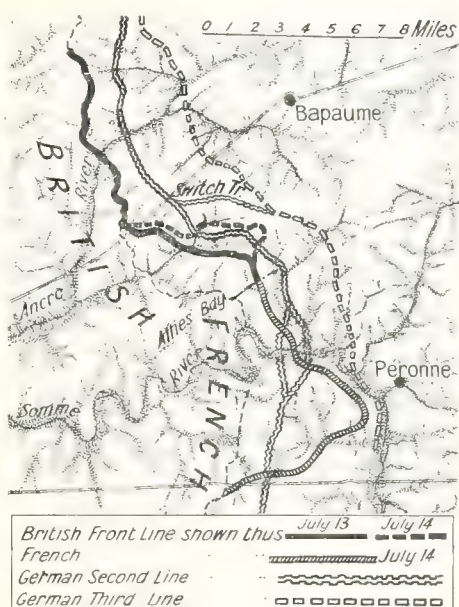 0 1 2 3 4 5 6 7 8 Miles
Bapaume
Switch Tr
River
BRITISH
Ancre
Allies Bdy
River
FRENCH
Peronne
Somme
British Front Line shown thus July 13 July 14
French July 14
German Second Line
German Third Line